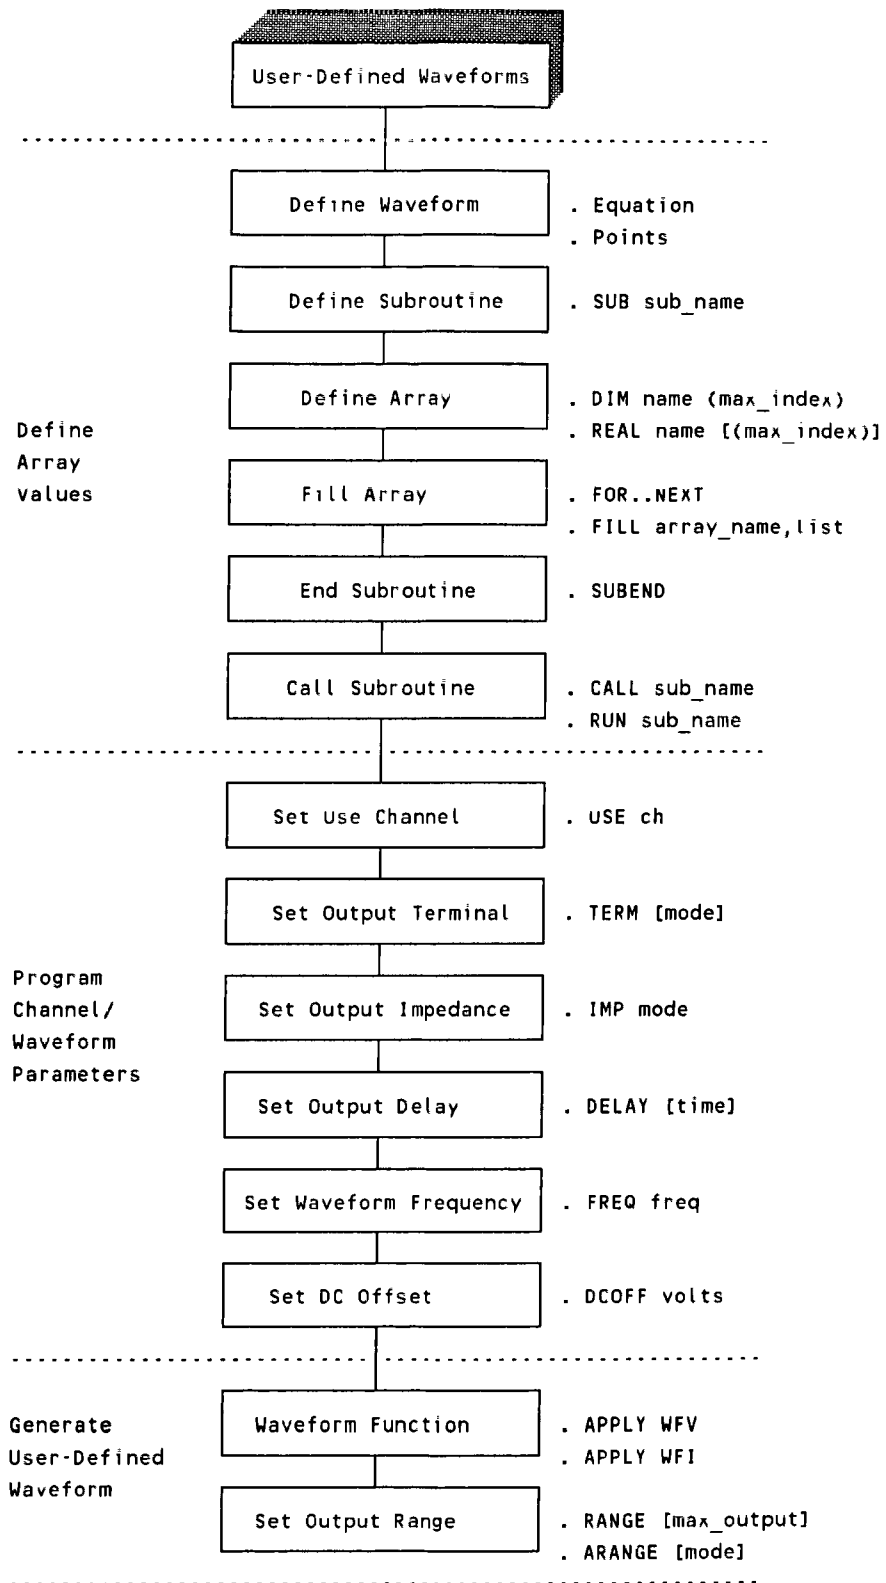 User-Defined Waveforms
Define Waveform
. Equation
. Points
Define Subroutine
. SUB sub_name
Define
Array
values
Define Array
. DIM name (max_index)
. REAL name [(max_index)]
Fill Array
. FOR..NEXT
. FILL array_name,list
End Subroutine
. SUBEND
Call Subroutine
. CALL sub_name
. RUN sub_name
Program
Channel/
Waveform
Parameters
Set Use Channel
. USE ch
Set Output Terminal
. TERM [mode]
Set Output Impedance
. IMP mode
Set Output Delay
. DELAY [time]
Set Waveform Frequency
. FREQ freq
Set DC Offset
. DCOFF volts
Generate
User-Defined
Waveform
Waveform Function
. APPLY WFV
. APPLY WFI
Set Output Range
. RANGE [max_output]
. ARANGE [mode]